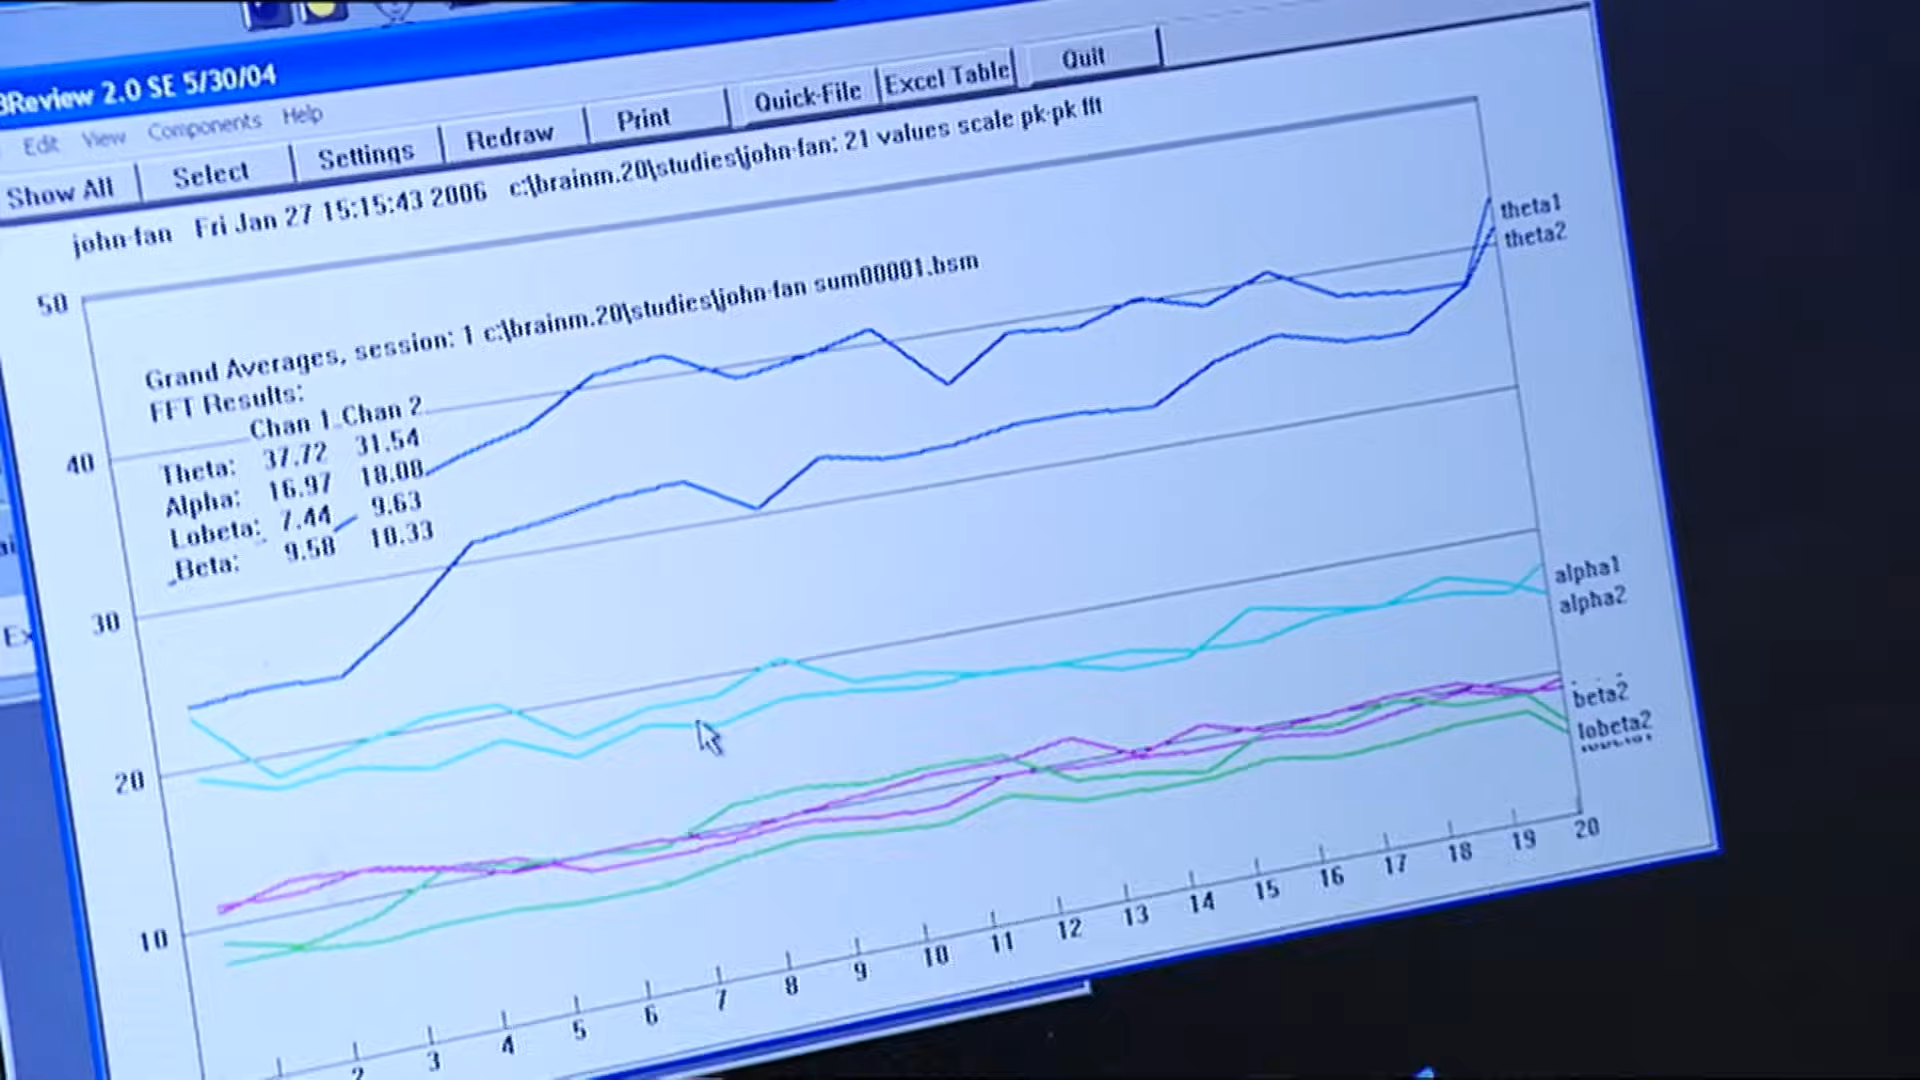 BReview 2.0 SE 5/30/04
Edit View Components Help
Show All Select Settings Redraw Print Quick-File Excel Table Quit
john-fan Fri Jan 27 15:15:43 2006 c:\brainm.20\studies\john-fan: 21 values scale pk-pk fft
Grand Averages, session: 1 c:\brainm.20\studies\john-fan sum00001.bsm
FFT Results:
Chan 1 Chan 2
Theta: 37.72 31.54
Alpha: 16.97 18.08
Lobeta: 7.44 9.63
Beta: 9.58 10.33
50
40
30
20
10
theta1
theta2
alpha1
alpha2
beta2
lobeta2
2 3 4 5 6 7 8 9 10 11 12 13 14 15 16 17 18 19 20
Ex